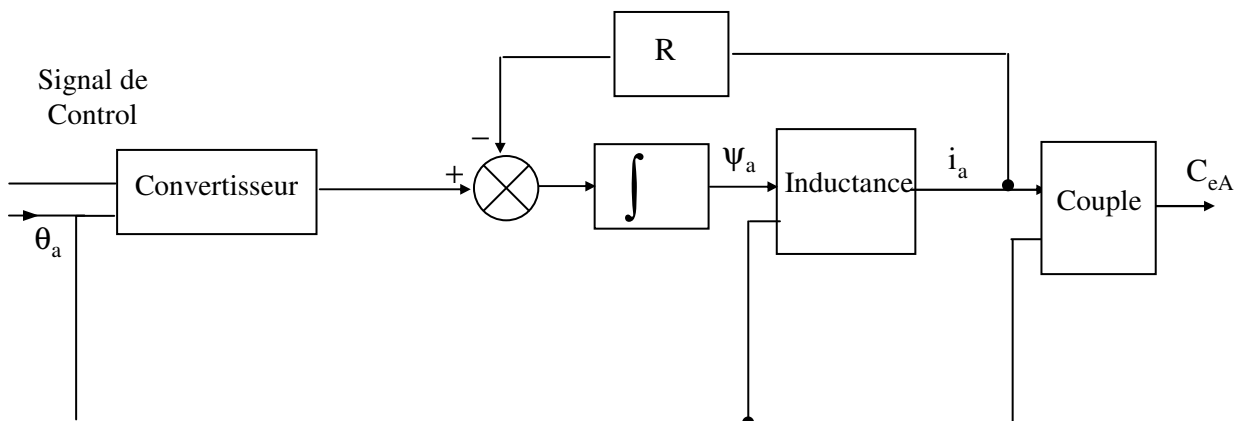 R
Signal de
Control
−
Convertisseur
+
∫
ψa
Inductance
ia
Couple
CeA
θa